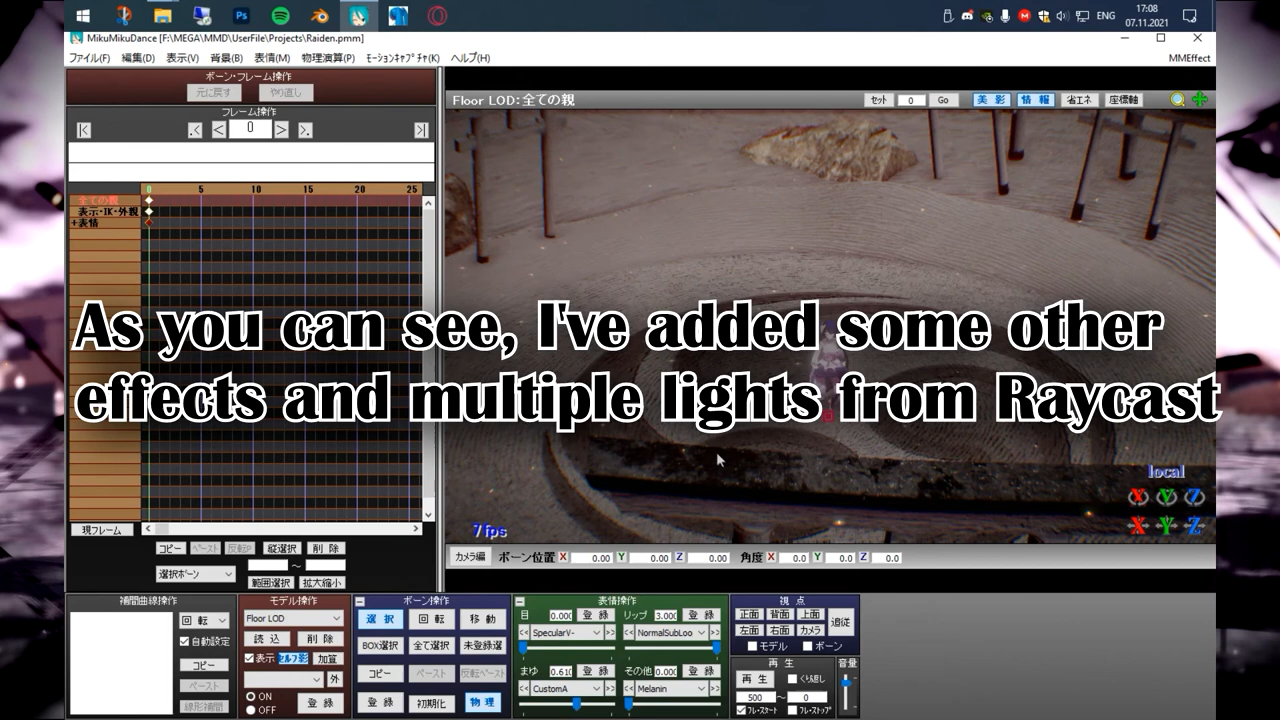 17:08
ENG
07.11.2021
MikuMikuDance [F:\MEGA\MMD\UserFile\Projects\Raiden.pmm]
ファイル(F) 編集(D) 表示(V) 背景(B) 表情(M) 物理演算(P) モーションキャプチャ(K) ヘルプ(H) MMEffect
ボーン・フレーム操作
元に戻す やり直し
フレーム操作
0
Floor LOD:全ての親
セット 0 Go 美 影 情 報 省エネ 座標軸
0 5 10 15 20 25
全ての親
表示・IK・外観
+表情
As you can see, I've added some other
effects and multiple lights from Raycast
local
X Y Z
X Y Z
7fps
現フレーム
カメラ編 ボーン位置 X 0.00 Y 0.00 Z 0.00 角度 X 0.0 Y 0.0 Z 0.0
コピー ペースト 反転P 縦選択 削 除
選択ボーン ～
範囲選択 拡大縮小
補間曲線操作
回 転
自動設定
コピー
ペースト
線形補間
モデル操作
Floor LOD
読 込 削 除
表示 セルフ影 加算
外
ON
OFF
登 録
ボーン操作
選 択 回 転 移 動
BOX選択 全て選択 未登録選
コピー ペースト 反転ペースト
登 録 初期化 物 理
表情操作
目 0.000 登 録 リップ 3.000 登 録
<< SpecularV- >> << NormalSubLoo >>
まゆ 0.610 登 録 その他 0.000 登 録
<< CustomA >> << Melanin >>
視 点
正面 背面 上面 追従
左面 右面 カメラ
モデル ボーン
再 生 音量
再 生 くり返し
500 ～ 0
フレ・スタート フレ・ストップ